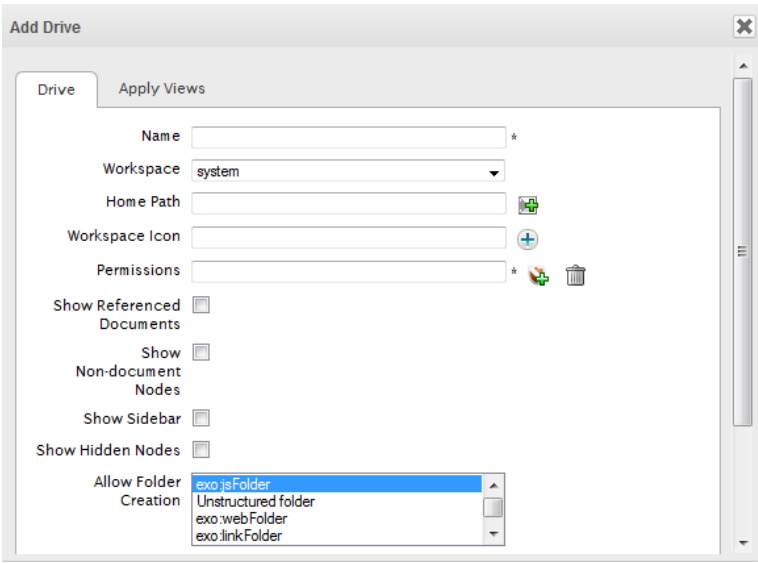 Add Drive
Drive
Apply Views
Name
*
Workspace
system
Home Path
Workspace Icon
Permissions
*
Show Referenced
Documents
Show
Non-document
Nodes
Show Sidebar
Show Hidden Nodes
Allow Folder
Creation
exo:jsFolder
Unstructured folder
exo:webFolder
exo:linkFolder